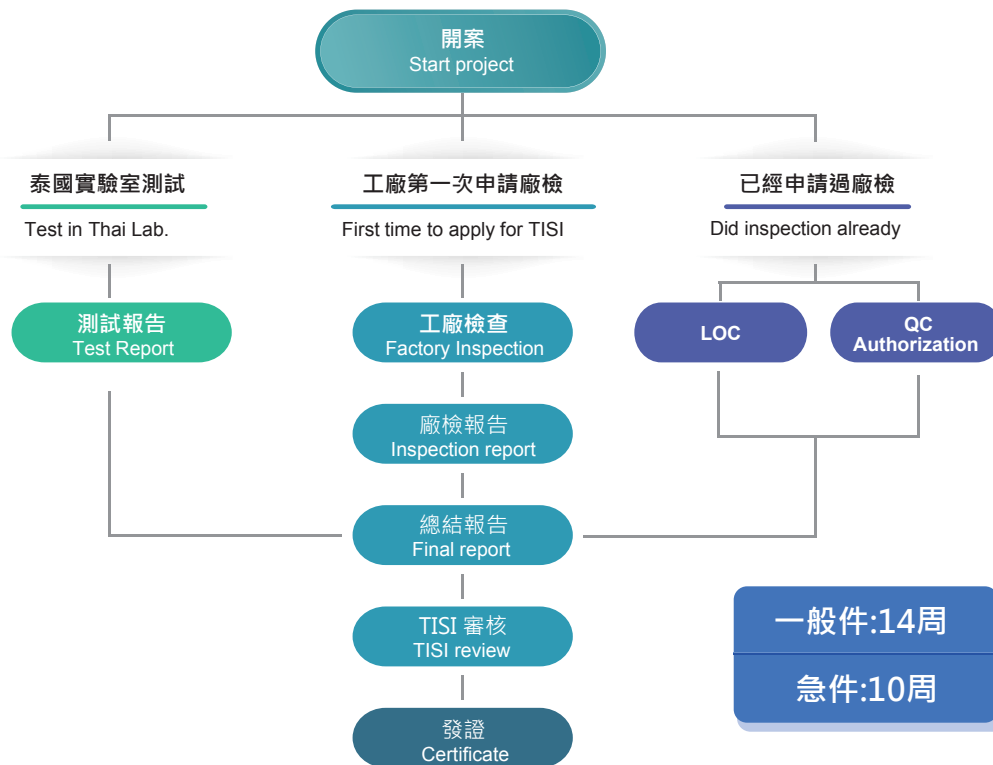 開案
Start project
泰國實驗室測試
Test in Thai Lab.
工廠第一次申請廠檢
First time to apply for TISI
已經申請過廠檢
Did inspection already
測試報告
Test Report
工廠檢查
Factory Inspection
LOC
QC
Authorization
廠檢報告
Inspection report
總結報告
Final report
TISI 審核
TISI review
發證
Certificate
一般件:14周
急件:10周